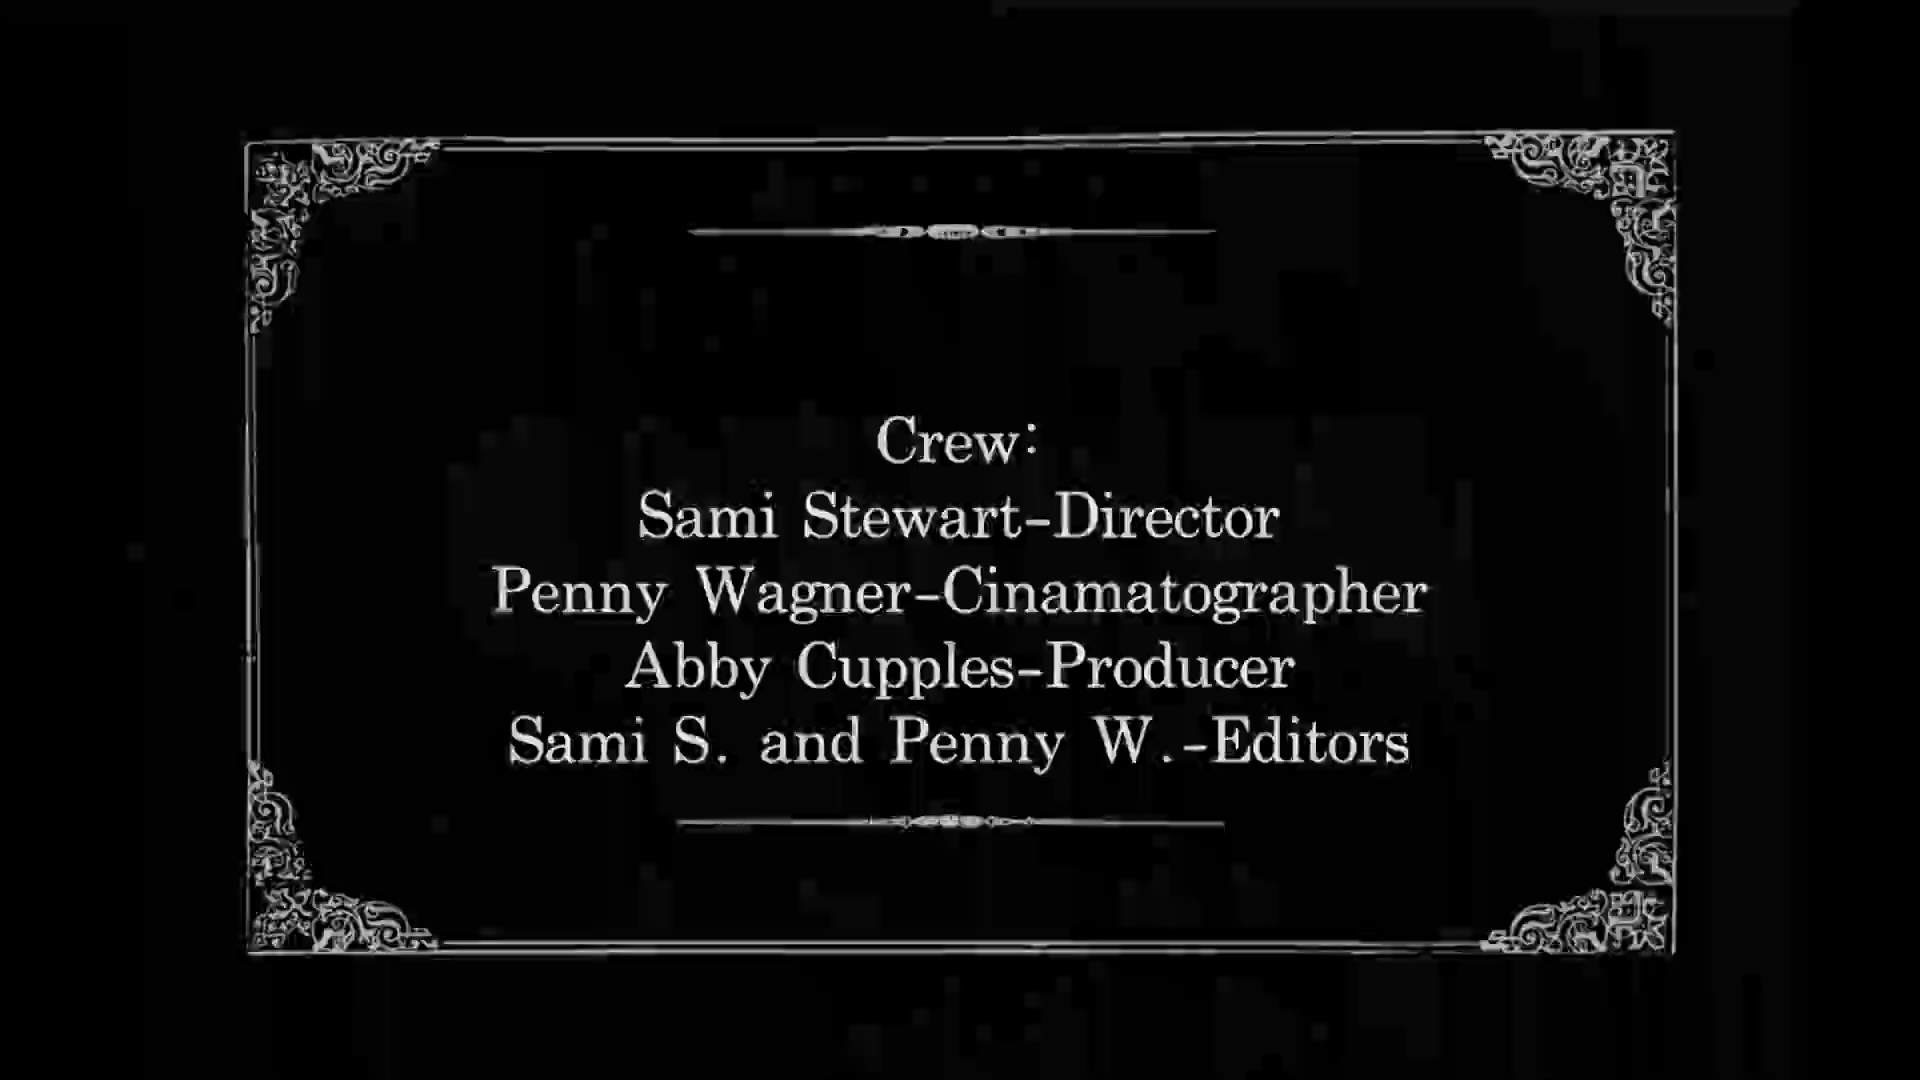 Crew:
Sami Stewart-Director
Penny Wagner-Cinamatographer
Abby Cupples-Producer
Sami S. and Penny W.-Editors